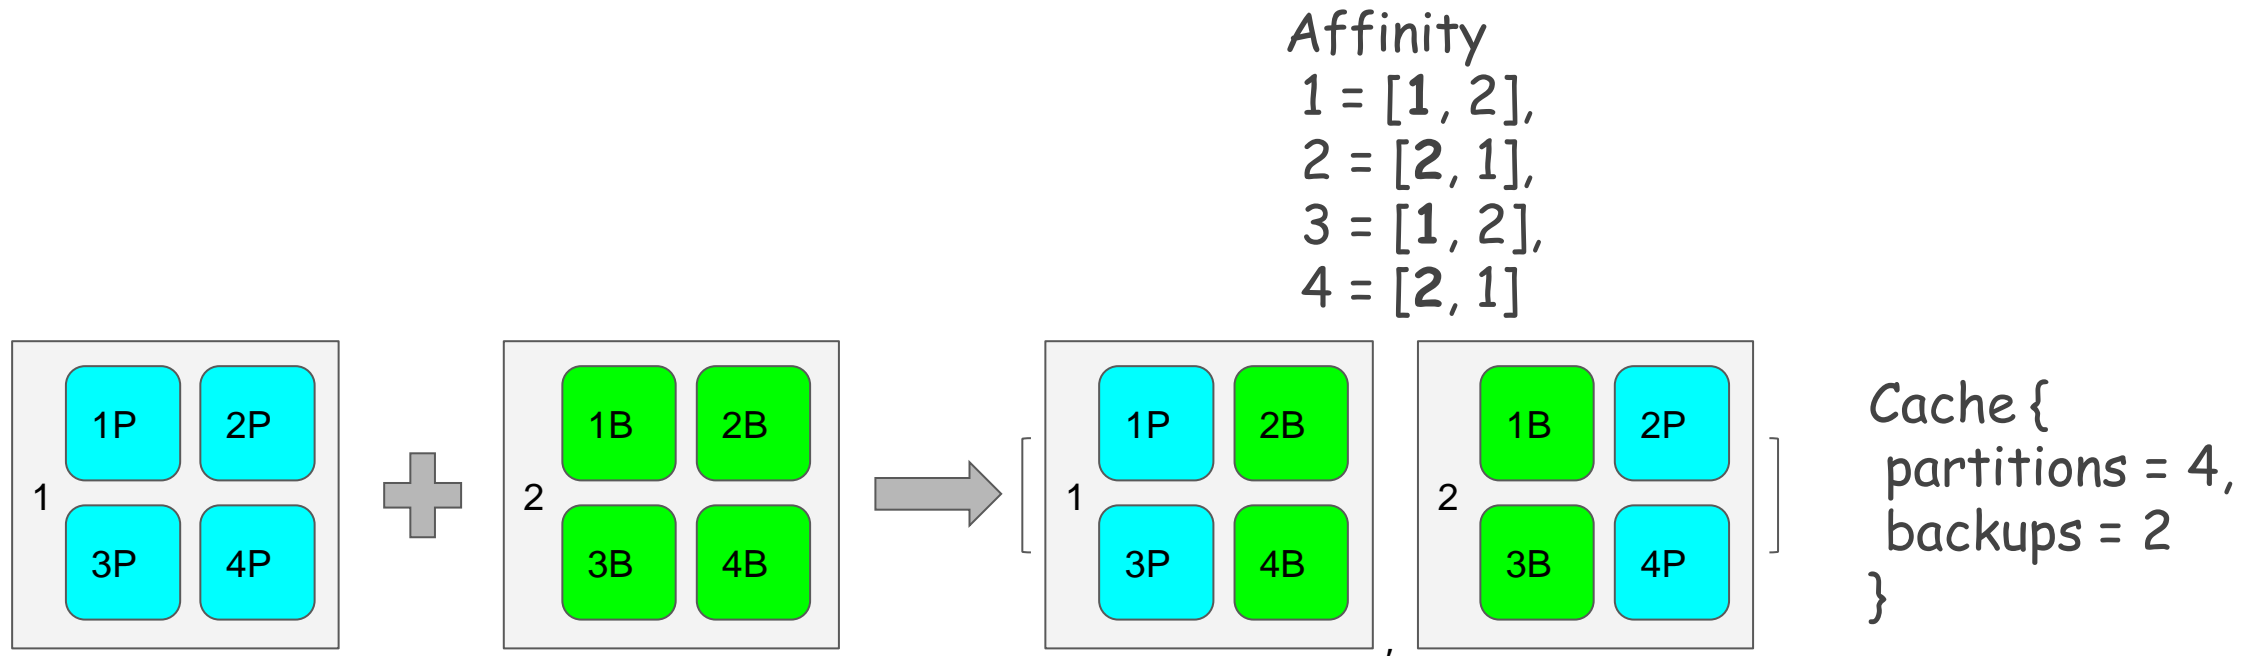 Affinity
1 = [1, 2],
2 = [2, 1],
3 = [1, 2],
4 = [2, 1]
1P 2P
1
3P 4P
1B 2B
2
3B 4B
[
1P 2B
1
3P 4B
,
1B 2P
2
3B 4P
]
Cache {
partitions = 4,
backups = 2
}